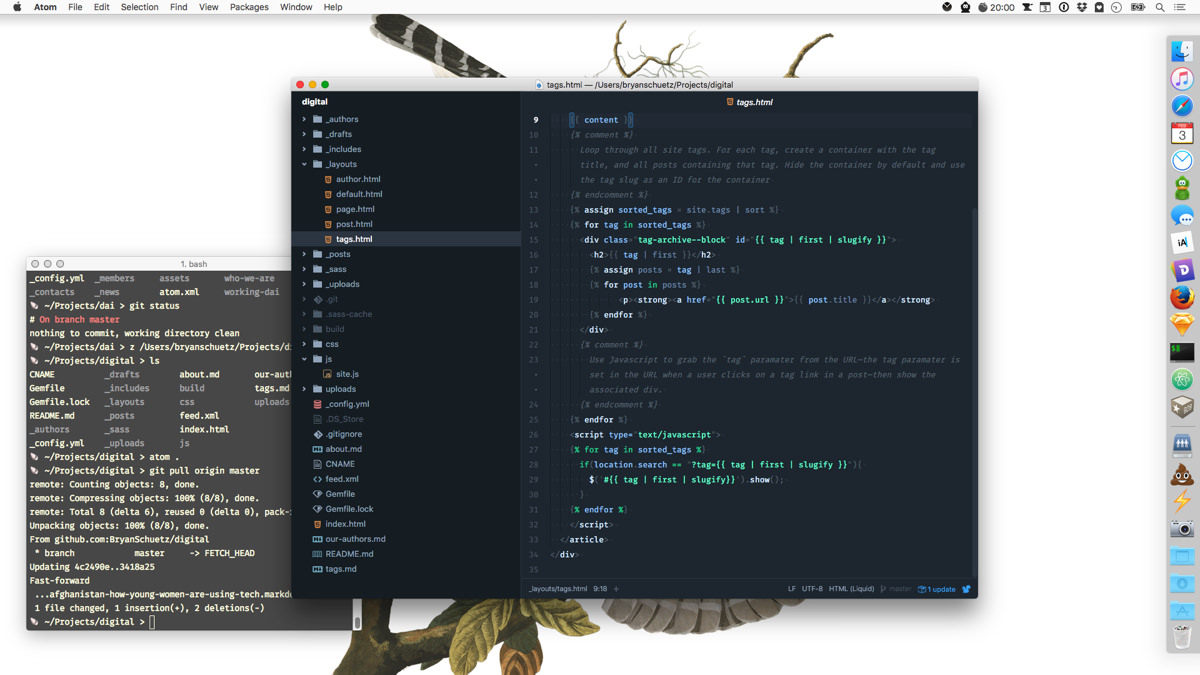 Atom File Edit Selection Find View Packages Window Help
20:00
tags.html — /Users/bryanschuetz/Projects/digital
digital
_authors
_drafts
_includes
_layouts
author.html
default.html
page.html
post.html
tags.html
_posts
_sass
_uploads
.git
.sass-cache
build
css
js
site.js
uploads
_config.yml
.DS_Store
.gitignore
about.md
CNAME
feed.xml
Gemfile
Gemfile.lock
index.html
our-authors.md
README.md
tags.md
tags.html
9 {{ content }}
10 {% comment %}
11 Loop through all site tags. For each tag, create a container with the tag
title, and all posts containing that tag. Hide the container by default and use
the tag slug as an ID for the container
12 {% endcomment %}
13 {% assign sorted_tags = site.tags | sort %}
14 {% for tag in sorted_tags %}
15 <div class="tag-archive--block" id="{{ tag | first | slugify }}">
16 <h2>{{ tag | first }}</h2>
17 {% assign posts = tag | last %}
18 {% for post in posts %}
19 <p><strong><a href="{{ post.url }}">{{ post.title }}</a></strong>
20 {% endfor %}
21 </div>
22 {% comment %}
23 Use Javascript to grab the `tag` paramater from the URL—the tag paramater is
set in the URL when a user clicks on a tag link in a post—then show the
associated div.
24 {% endcomment %}
25 {% endfor %}
26 <script type="text/javascript">
27 {% for tag in sorted_tags %}
28 if(location.search == "?tag={{ tag | first | slugify }}"){
29 $('#{{ tag | first | slugify}}').show();
30 }
31 {% endfor %}
32 </script>
33 </article>
34 </div>
35
_layouts/tags.html 9:18 + LF UTF-8 HTML (Liquid) master 1 update
1. bash
_config.yml _members assets who-we-are
_contacts _news atom.xml working-dai
~/Projects/dai > git status
# On branch master
nothing to commit, working directory clean
~/Projects/dai > z /Users/bryanschuetz/Projects/d
~/Projects/digital > ls
CNAME _drafts about.md our-auth
Gemfile _includes build tags.md
Gemfile.lock _layouts css uploads
README.md _posts feed.xml
_authors _sass index.html
_config.yml _uploads js
~/Projects/digital > atom .
~/Projects/digital > git pull origin master
remote: Counting objects: 8, done.
remote: Compressing objects: 100% (8/8), done.
remote: Total 8 (delta 6), reused 0 (delta 0), pack-
Unpacking objects: 100% (8/8), done.
From github.com:BryanSchuetz/digital
* branch master -> FETCH_HEAD
Updating 4c2490e..3418a25
Fast-forward
...afghanistan-how-young-women-are-using-tech.markdo
1 file changed, 1 insertion(+), 2 deletions(-)
~/Projects/digital >
3
iA